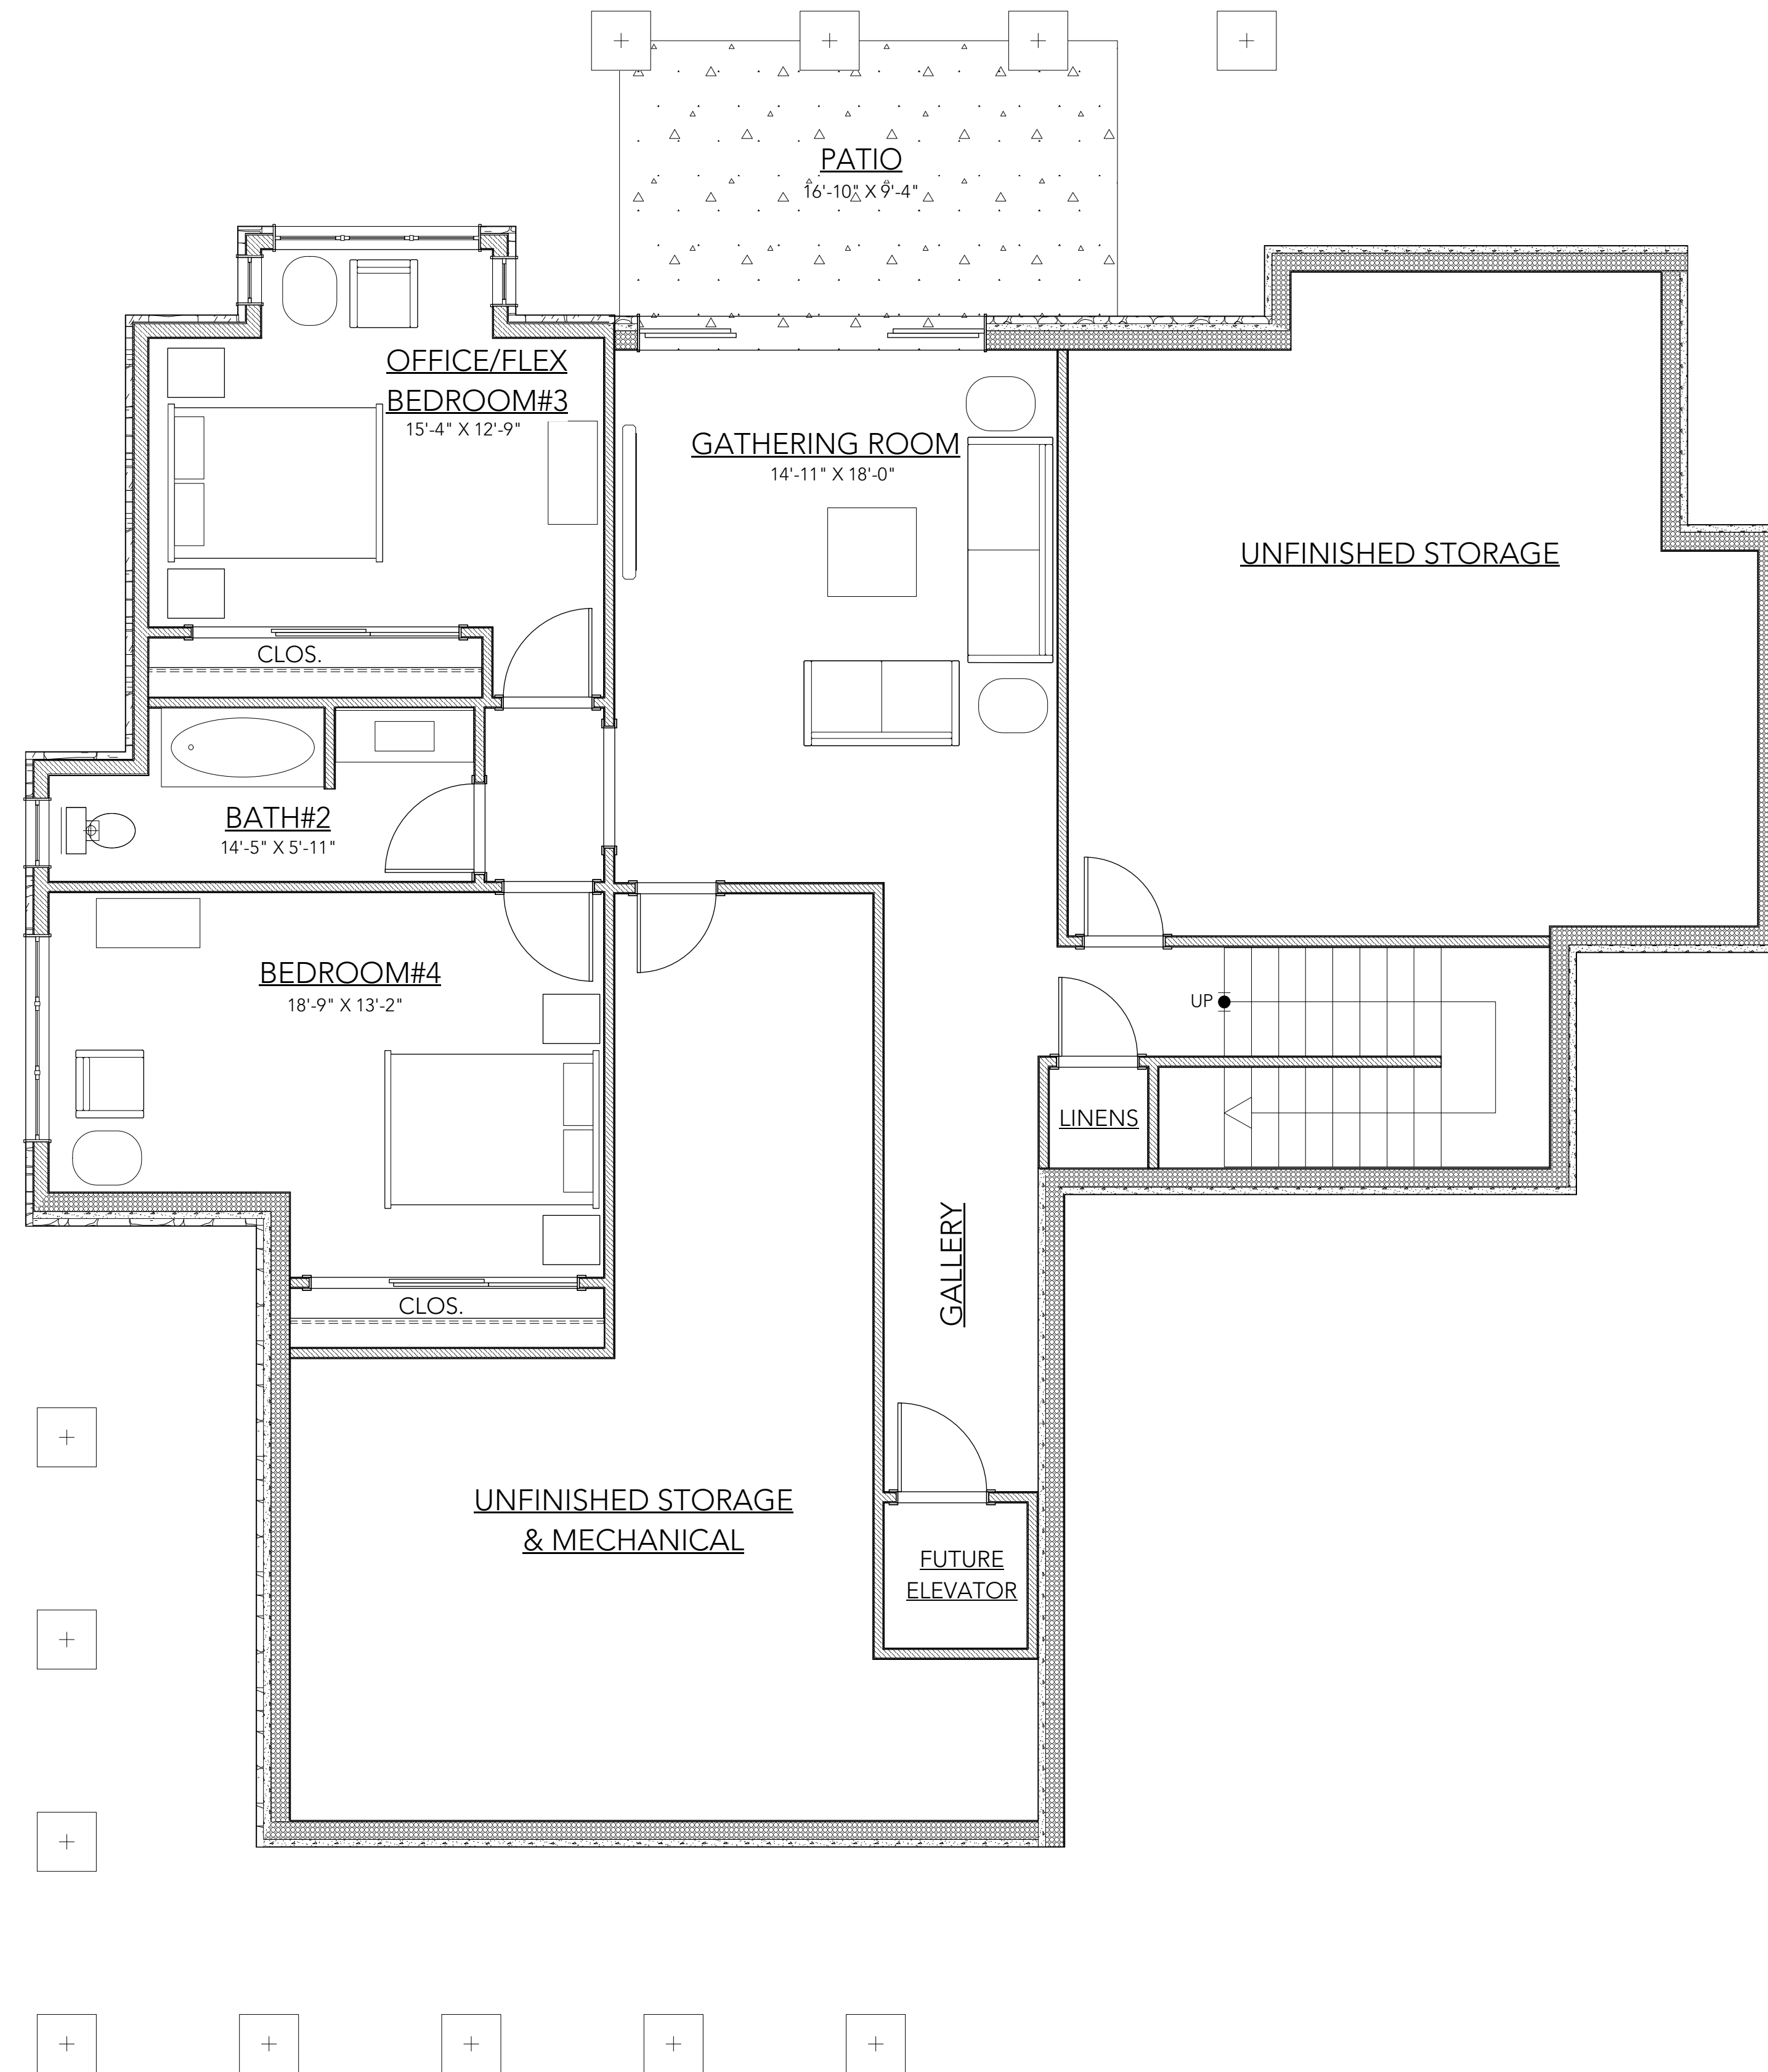 PATIO
16'-10" X 9'-4"
OFFICE/FLEX
BEDROOM#3
15'-4" X 12'-9"
GATHERING ROOM
14'-11" X 18'-0"
UNFINISHED STORAGE
CLOS.
BATH#2
14'-5" X 5'-11"
BEDROOM#4
18'-9" X 13'-2"
UP
LINENS
GALLERY
CLOS.
UNFINISHED STORAGE
& MECHANICAL
FUTURE
ELEVATOR